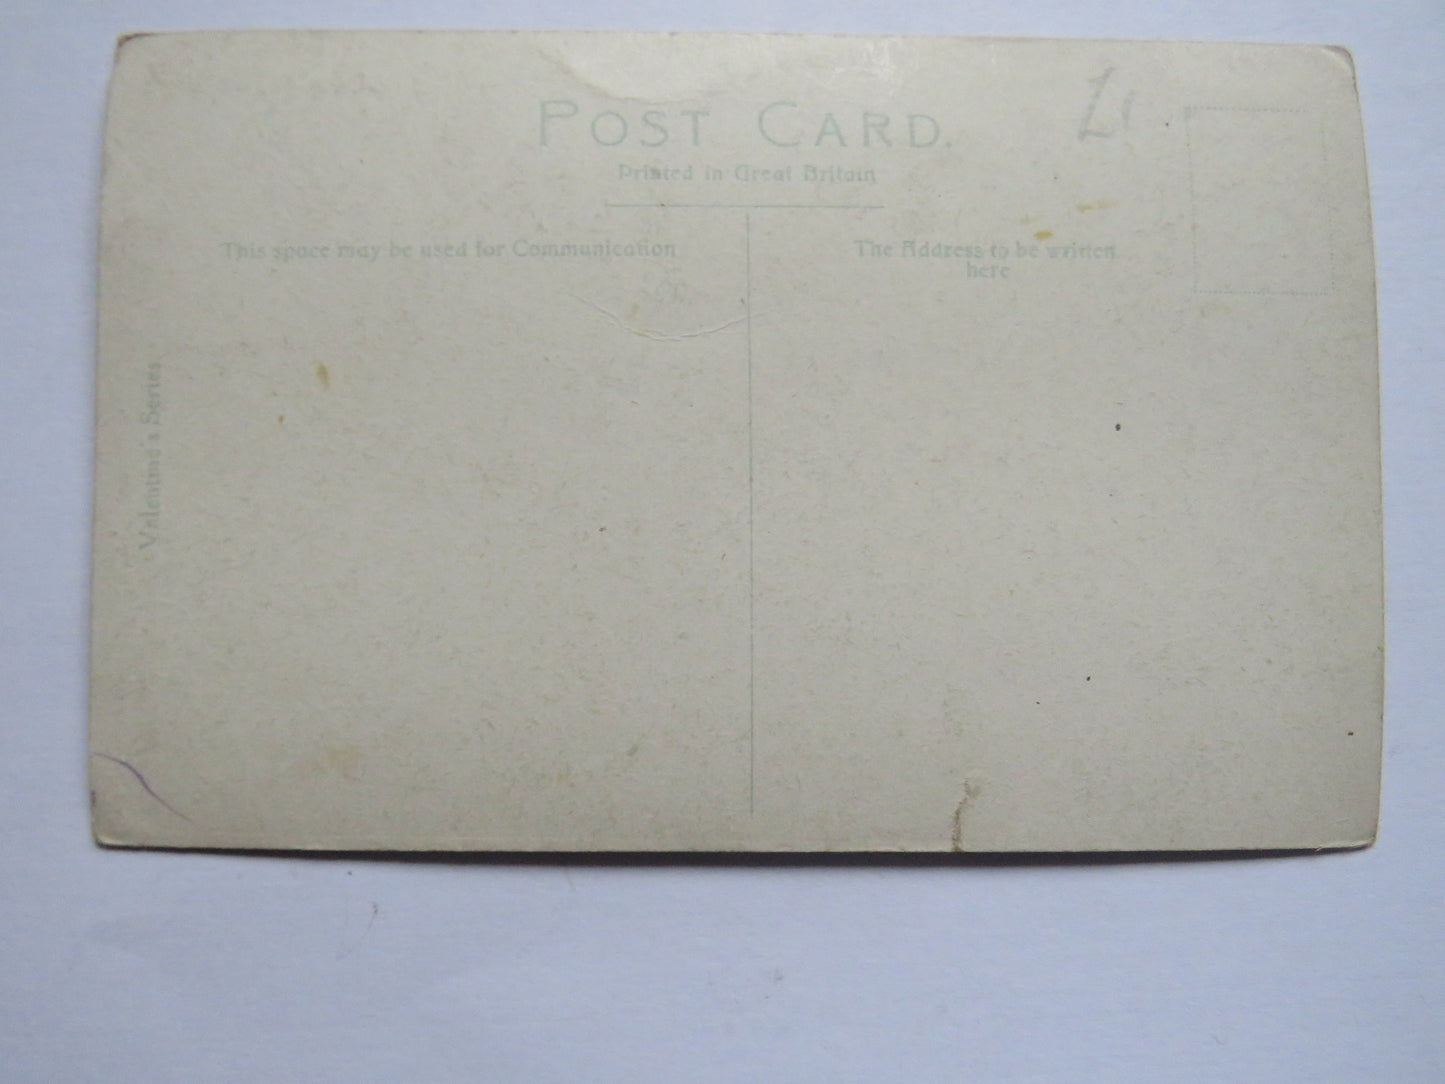 POST CARD.
Printed in Great Britain
This space may be used for Communication
The Address to be written
here
Valentine's Series